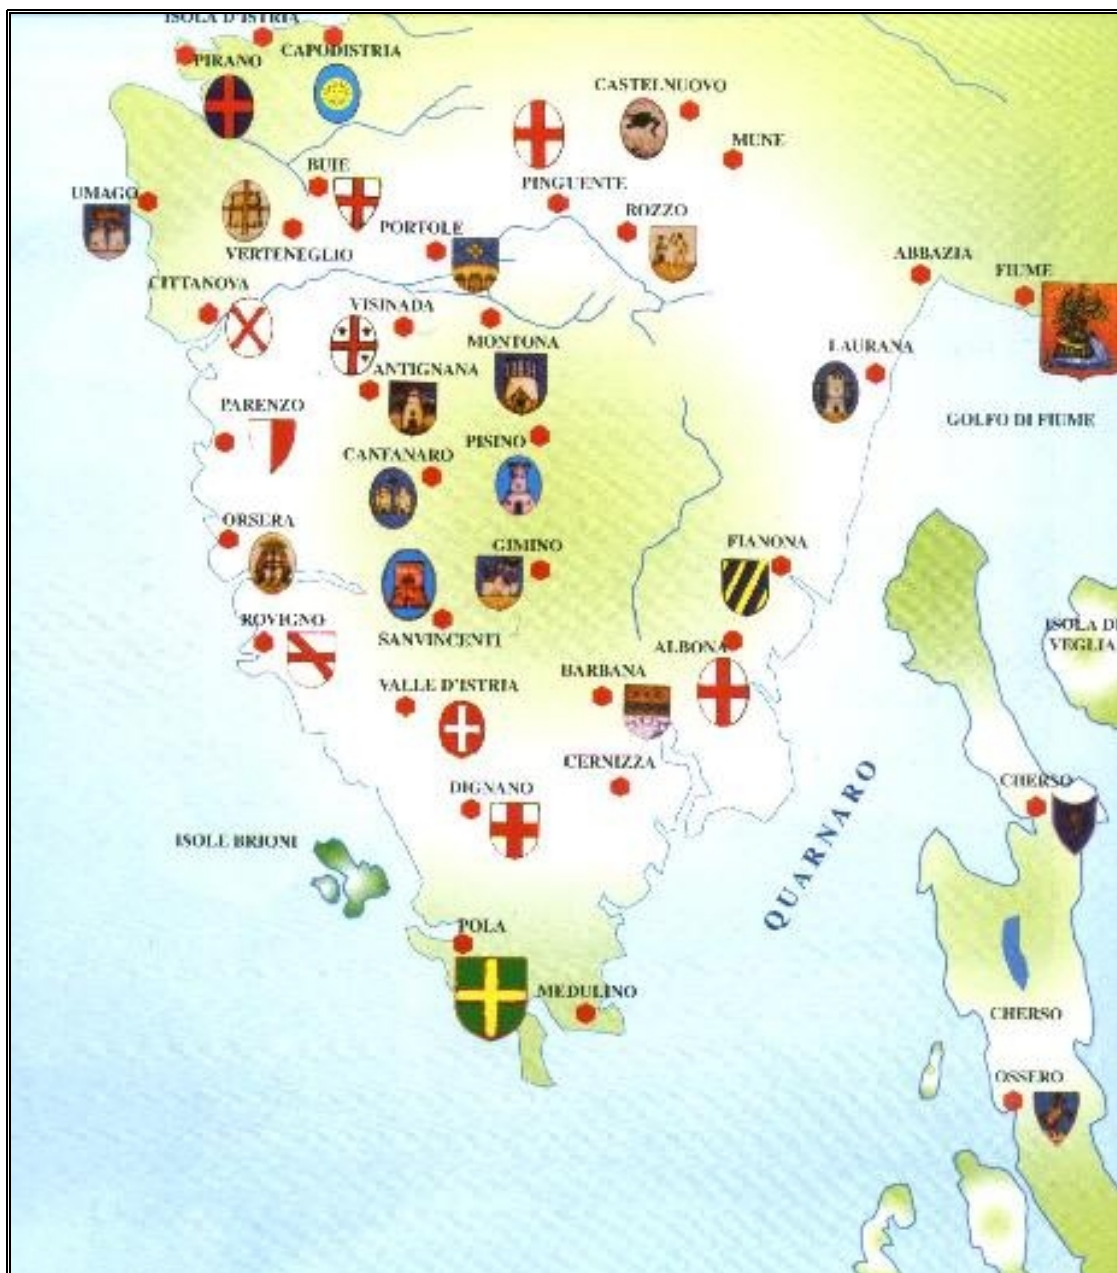 ISOLA D'ISTRIA
PIRANO
CAPODISTRIA
CASTELNUOVO
MUNE
BUIE
PINGUENTE
UMAGO
ROZZO
PORTOLE
VERTENEGLIO
ABBAZIA
FIUME
CITTANOVA
VISINADA
MONTONA
LAURANA
ANTIGNANA
PARENZO
GOLFO DI FIUME
PISINO
CANFANARO
ORSERA
GIMINO
FIANONA
ROVIGNO
ISOLA DI
VEGLIA
SANVINCENTI
ALBONA
BARBANA
VALLE D'ISTRIA
CERNIZZA
DIGNANO
CHERSO
ISOLE BRIONI
QUARNARO
POLA
MEDULINO
CHERSO
OSSERO